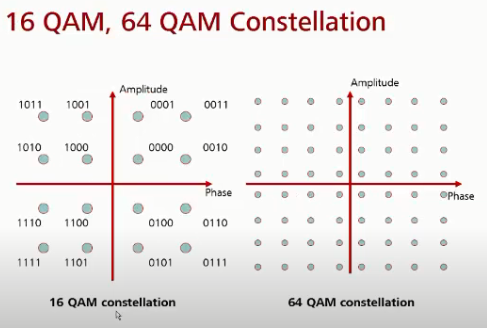 16 QAM, 64 QAM Constellation
Amplitude
1011 1001 0001 0011
1010 1000 0000 0010
Phase
1110 1100 0100 0110
1111 1101 0101 0111
16 QAM constellation
Amplitude
Phase
64 QAM constellation